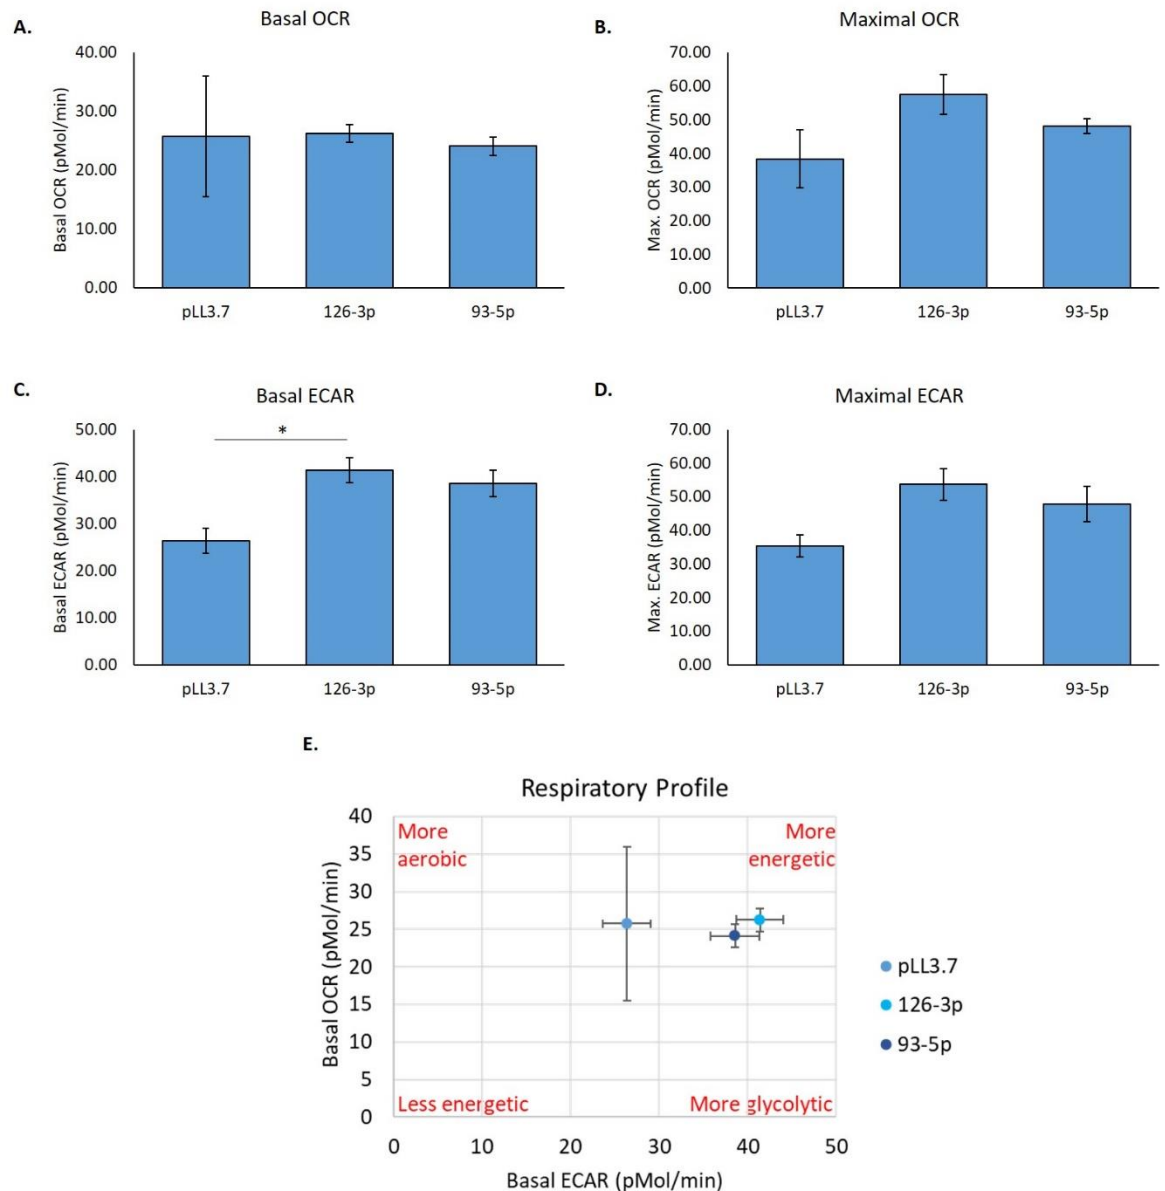 A.
Basal OCR
Basal OCR (pMol/min)
40.00
30.00
20.00
10.00
0.00
pLL3.7
126-3p
93-5p
B.
Maximal OCR
Max. OCR (pMol/min)
70.00
60.00
50.00
40.00
30.00
20.00
10.00
0.00
pLL3.7
126-3p
93-5p
C.
Basal ECAR
Basal ECAR (pMol/min)
50.00
40.00
30.00
20.00
10.00
0.00
*
pLL3.7
126-3p
93-5p
D.
Maximal ECAR
Max. ECAR (pMol/min)
70.00
60.00
50.00
40.00
30.00
20.00
10.00
0.00
pLL3.7
126-3p
93-5p
E.
Respiratory Profile
Basal OCR (pMol/min)
40
35
30
25
20
15
10
5
0
More
aerobic
More
energetic
Less energetic
More glycolytic
0
10
20
30
40
50
Basal ECAR (pMol/min)
pLL3.7
126-3p
93-5p